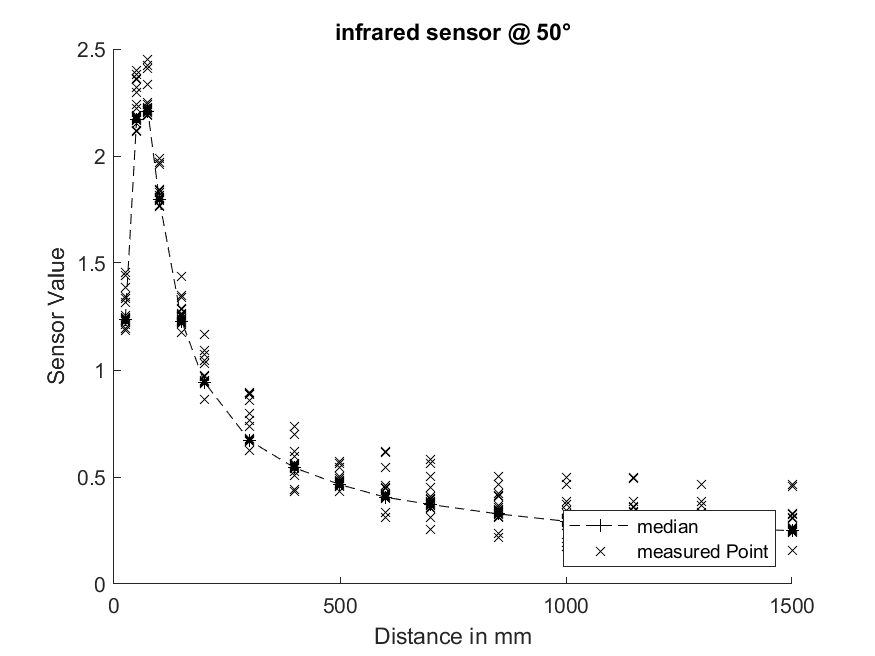 infrared sensor @ 50°
2.5
2
1.5
1
0.5
0
Sensor Value
0 500 1000 1500
Distance in mm
median
measured Point